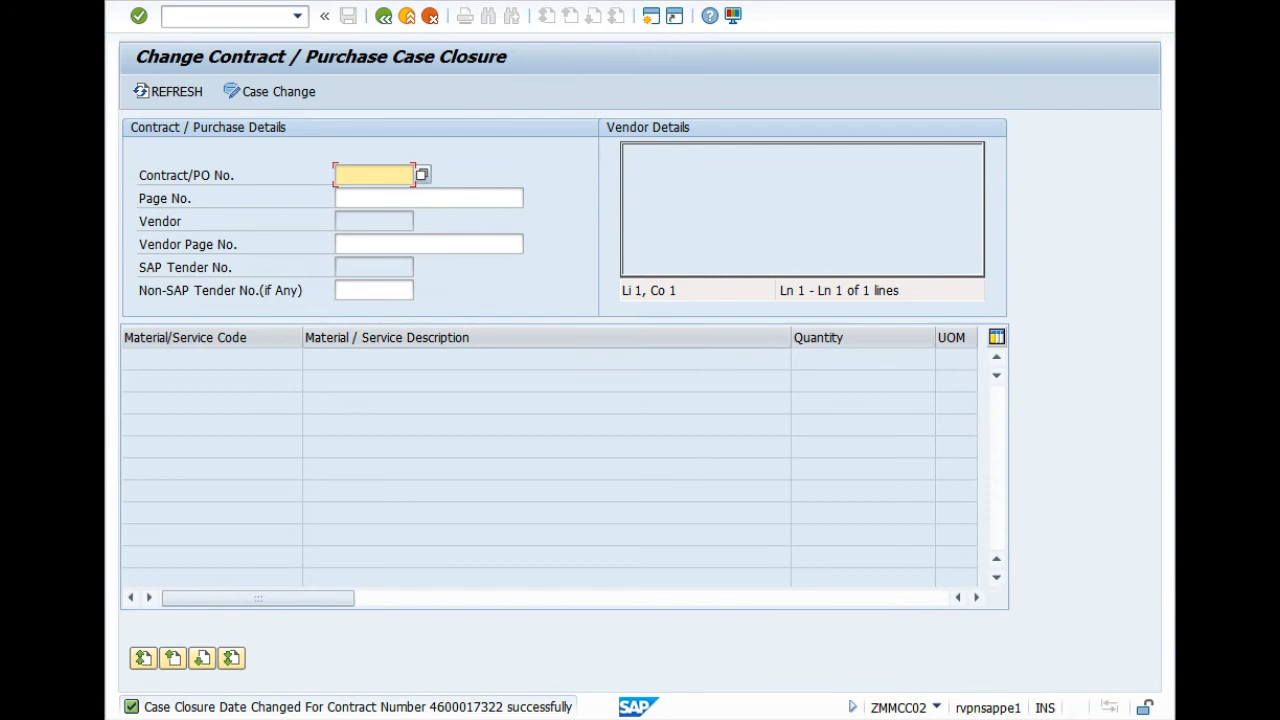 Change Contract / Purchase Case Closure
REFRESH Case Change
Contract / Purchase Details
Vendor Details
Contract/PO No.
Page No.
Vendor
Vendor Page No.
SAP Tender No.
Non-SAP Tender No.(if Any)
Li 1, Co 1 Ln 1 - Ln 1 of 1 lines
Material/Service Code Material / Service Description Quantity UOM
Case Closure Date Changed For Contract Number 4600017322 successfully SAP ZMMCC02 rvpnsappe1 INS